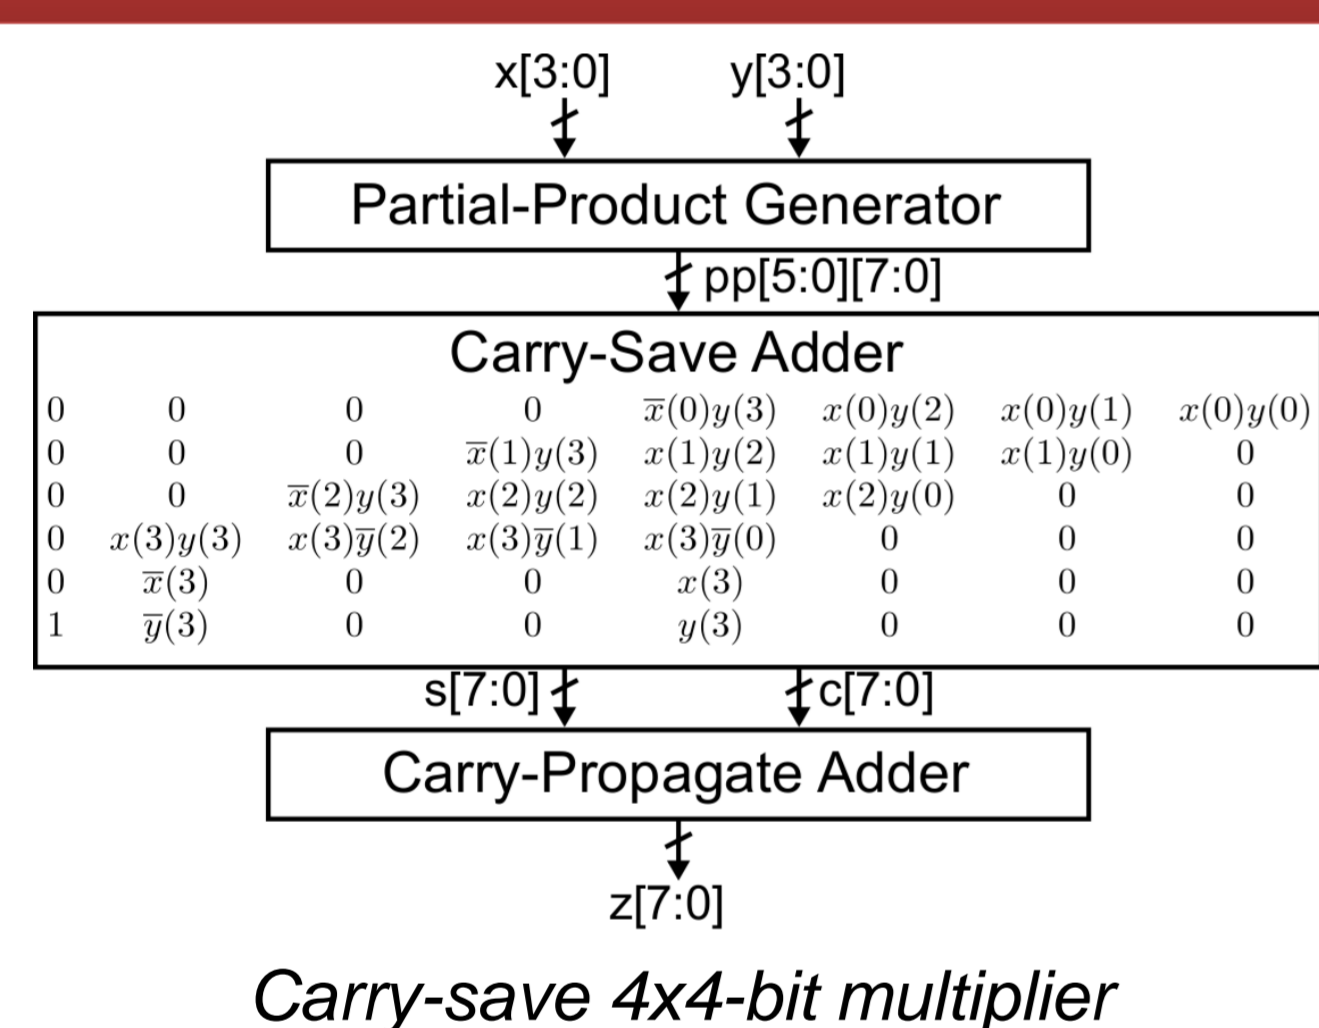 x[3:0] y[3:0]
Partial-Product Generator
pp[5:0][7:0]
Carry-Save Adder
0 0 0 0 x̅(0)y(3) x(0)y(2) x(0)y(1) x(0)y(0)
0 0 0 x̅(1)y(3) x(1)y(2) x(1)y(1) x(1)y(0) 0
0 0 x̅(2)y(3) x(2)y(2) x(2)y(1) x(2)y(0) 0 0
0 x(3)y(3) x(3)y̅(2) x(3)y̅(1) x(3)y̅(0) 0 0 0
0 x̅(3) 0 0 x(3) 0 0 0
1 y̅(3) 0 0 y(3) 0 0 0
s[7:0] c[7:0]
Carry-Propagate Adder
z[7:0]
Carry-save 4x4-bit multiplier